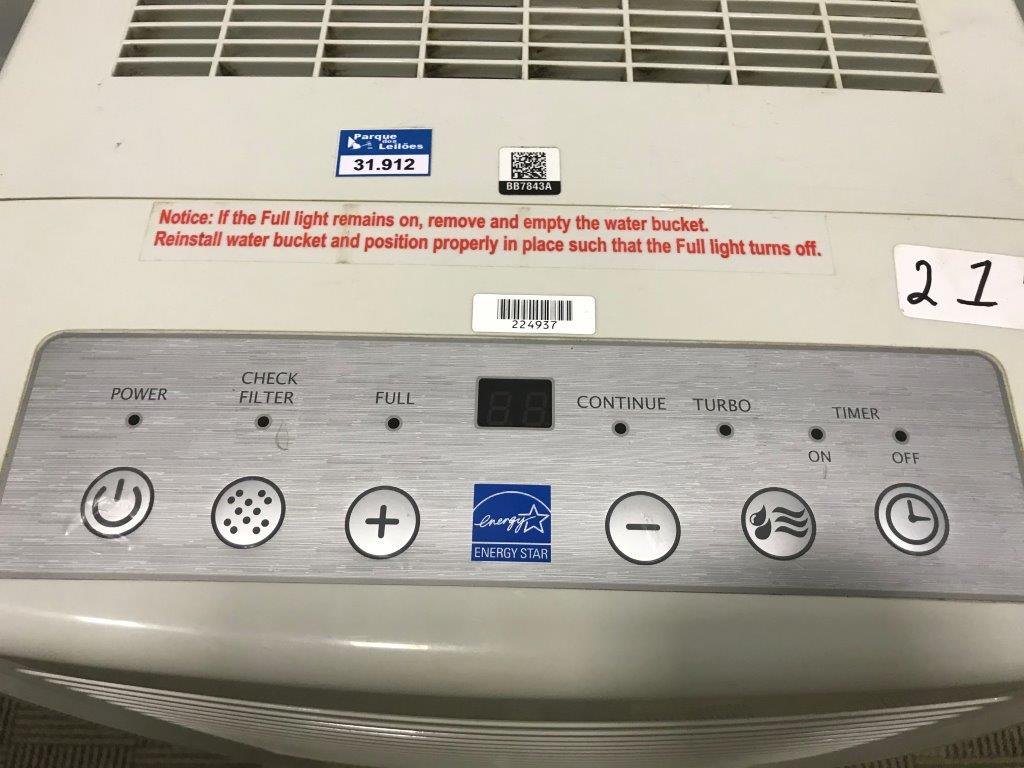 Parque
dos
Leilões
31.912
BB7843A
Notice: If the Full light remains on, remove and empty the water bucket.
Reinstall water bucket and position properly in place such that the Full light turns off.
21
224937
POWER
CHECK
FILTER
FULL
CONTINUE
TURBO
TIMER
ON
OFF
energy
ENERGY STAR